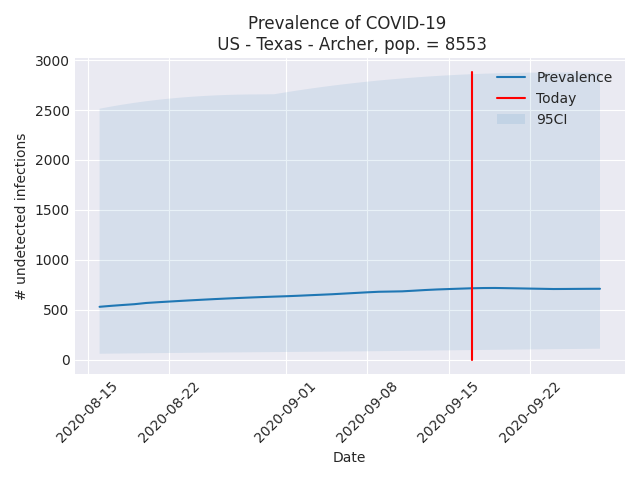 Prevalence of COVID-19
US - Texas - Archer, pop. = 8553
3000
2500
2000
1500
1000
500
0
# undetected infections
Prevalence
Today
95CI
2020-08-15
2020-08-22
2020-09-01
2020-09-08
2020-09-15
2020-09-22
Date